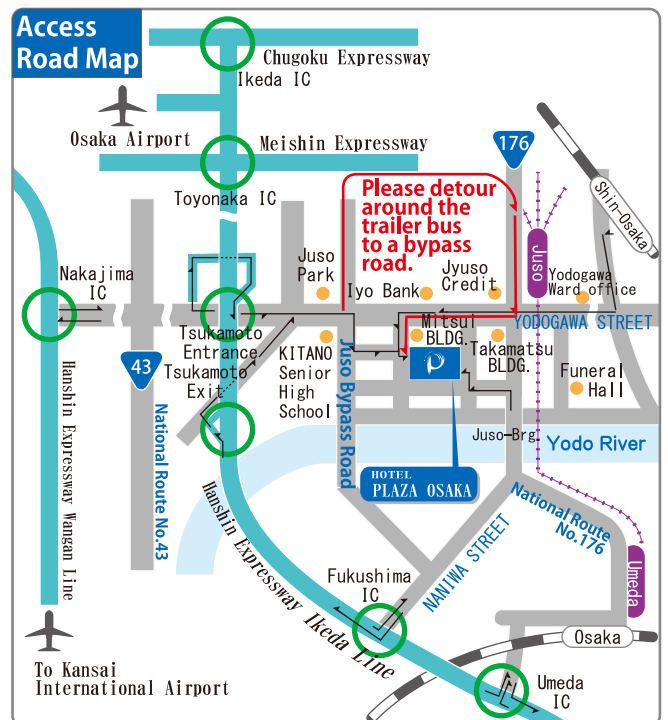 Access
Road Map
Chugoku Expressway
Ikeda IC
Osaka Airport
Meishin Expressway
Toyonaka IC
176
Please detour
around the
trailer bus
to a bypass
road.
Shin-Osaka
Juso
Nakajima
IC
Juso
Park
Iyo Bank
Jyuso
Credit
Yodogawa
Ward office
YODOGAWA STREET
Tsukamoto
Entrance
Tsukamoto
Exit
KITANO
Senior
High
School
Mitsui
BLDG.
Takamatsu
BLDG.
Funeral
Hall
43
National Route
No.43
Juso Bypass Road
Juso-Brg.
Yodo River
HOTEL
PLAZA OSAKA
Hanshin Expressway Wangan Line
Hanshin Expressway Ikeda Line
NANIWA STREET
National Route
No.176
Umeda
Fukushima
IC
Osaka
Umeda
IC
To Kansai
International Airport